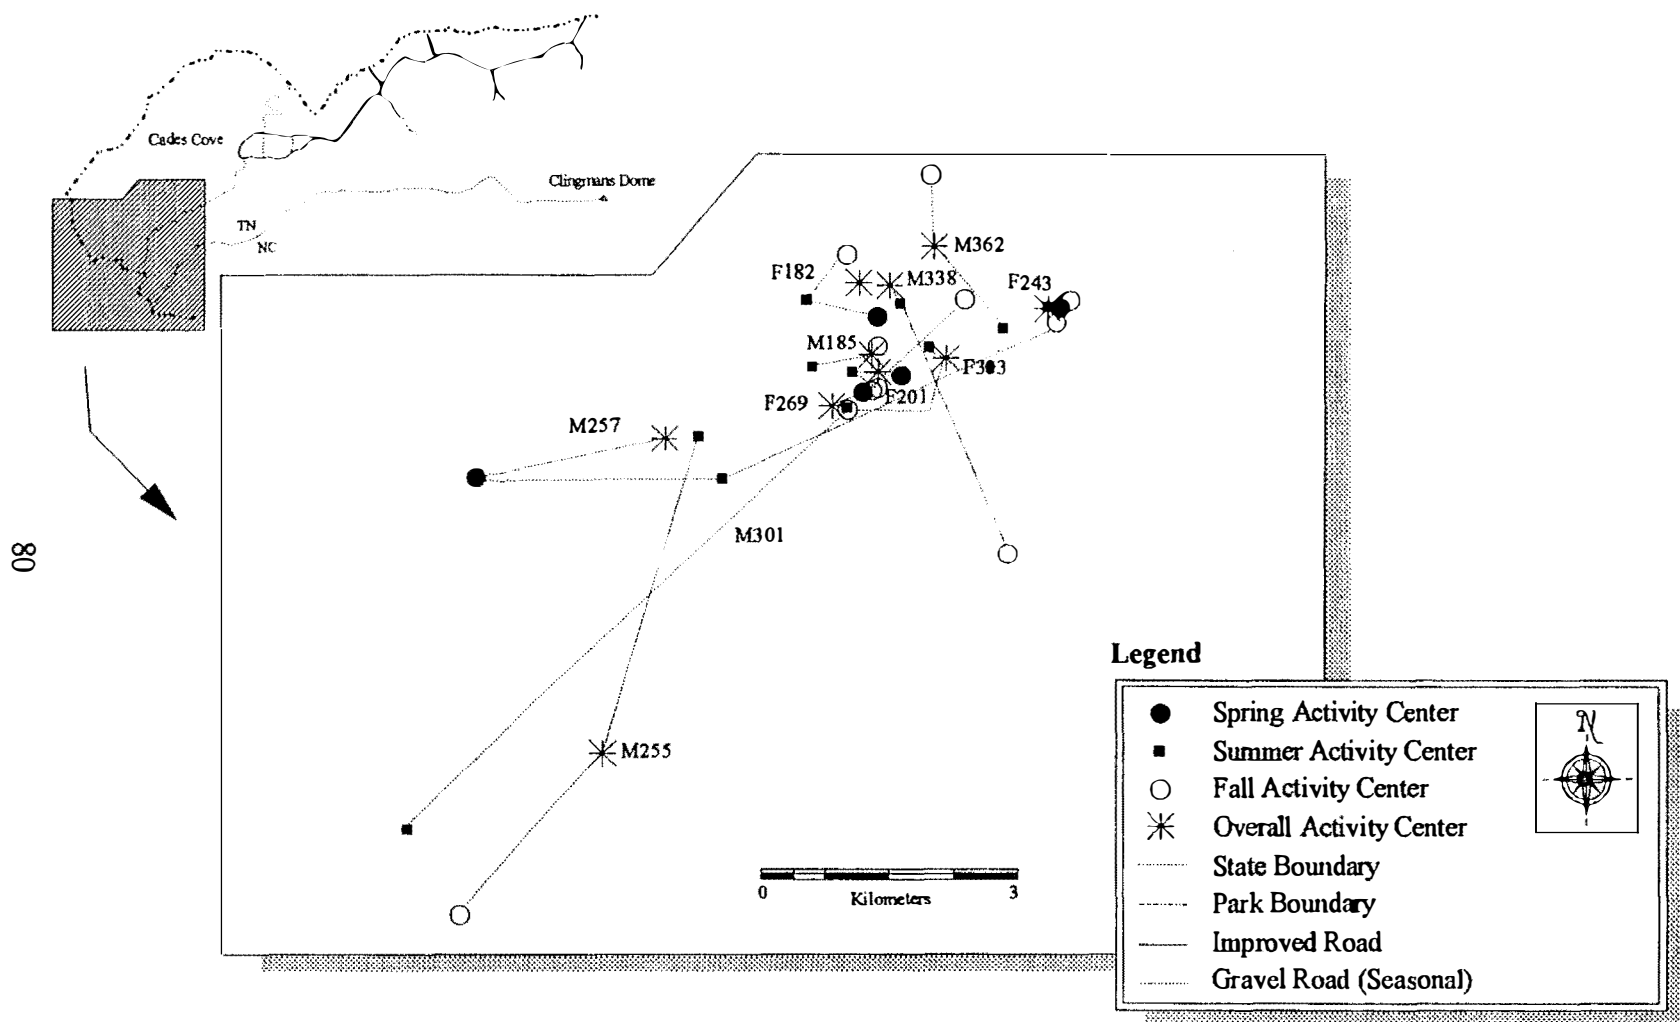 Cades Cove
Clingmans Dome
TN
NC
M362
F182
M338
F243
M185
F313
F201
F269
M257
M301
M255
0 3
Kilometers
80
Legend
N
Spring Activity Center
Summer Activity Center
Fall Activity Center
Overall Activity Center
State Boundary
Park Boundary
Improved Road
Gravel Road (Seasonal)